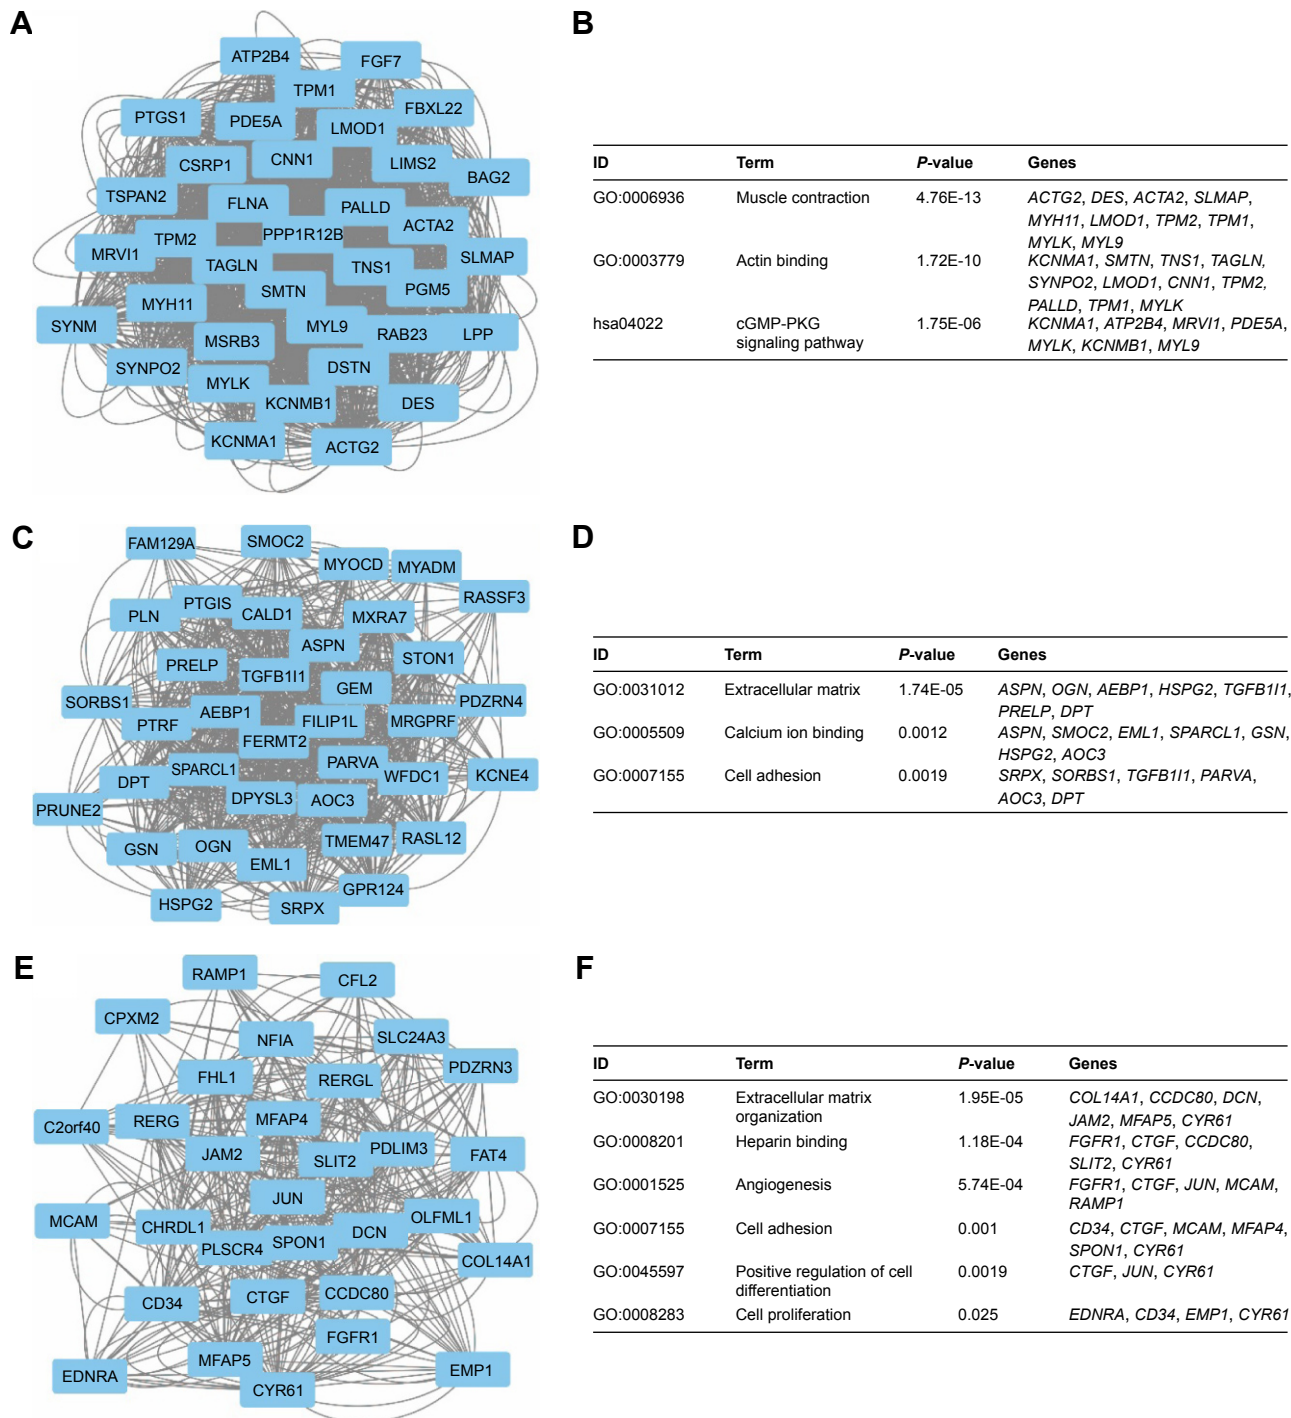 A
ATP2B4
FGF7
TPM1
FBXL22
PTGS1
PDE5A
LMOD1
CNN1
LIMS2
CSRP1
BAG2
TSPAN2
FLNA
PALLD
ACTA2
TPM2
PPP1R12B
MRVI1
SLMAP
TAGLN
TNS1
PGM5
SMTN
MYH11
SYNM
MYL9
RAB23
LPP
MSRB3
SYNPO2
DSTN
MYLK
KCNMB1
DES
KCNMA1
ACTG2
B
ID Term P-value Genes
GO:0006936 Muscle contraction 4.76E-13 ACTG2, DES, ACTA2, SLMAP,
MYH11, LMOD1, TPM2, TPM1,
MYLK, MYL9
GO:0003779 Actin binding 1.72E-10 KCNMA1, SMTN, TNS1, TAGLN,
SYNPO2, LMOD1, CNN1, TPM2,
PALLD, TPM1, MYLK
hsa04022 cGMP-PKG 1.75E-06 KCNMA1, ATP2B4, MRVI1, PDE5A,
signaling pathway MYLK, KCNMB1, MYL9
C
FAM129A
SMOC2
MYOCD
MYADM
RASSF3
PTGIS
PLN
CALD1
MXRA7
ASPN
PRELP
STON1
TGFB1I1
GEM
SORBS1
PDZRN4
AEBP1
PTRF
FILIP1L
MRGPRF
FERMT2
PARVA
SPARCL1
WFDC1
KCNE4
DPT
DPYSL3
AOC3
PRUNE2
GSN
OGN
TMEM47
RASL12
EML1
GPR124
HSPG2
SRPX
D
ID Term P-value Genes
GO:0031012 Extracellular matrix 1.74E-05 ASPN, OGN, AEBP1, HSPG2, TGFB1I1,
PRELP, DPT
GO:0005509 Calcium ion binding 0.0012 ASPN, SMOC2, EML1, SPARCL1, GSN,
HSPG2, AOC3
GO:0007155 Cell adhesion 0.0019 SRPX, SORBS1, TGFB1I1, PARVA,
AOC3, DPT
E
RAMP1
CFL2
CPXM2
NFIA
SLC24A3
PDZRN3
FHL1
RERGL
C2orf40
RERG
MFAP4
JAM2
SLIT2
PDLIM3
FAT4
JUN
MCAM
CHRDL1
OLFML1
DCN
PLSCR4
SPON1
COL14A1
CD34
CTGF
CCDC80
FGFR1
MFAP5
EDNRA
EMP1
CYR61
F
ID Term P-value Genes
GO:0030198 Extracellular matrix 1.95E-05 COL14A1, CCDC80, DCN,
organization JAM2, MFAP5, CYR61
GO:0008201 Heparin binding 1.18E-04 FGFR1, CTGF, CCDC80,
SLIT2, CYR61
GO:0001525 Angiogenesis 5.74E-04 FGFR1, CTGF, JUN, MCAM,
RAMP1
GO:0007155 Cell adhesion 0.001 CD34, CTGF, MCAM, MFAP4,
SPON1, CYR61
GO:0045597 Positive regulation of cell 0.0019 CTGF, JUN, CYR61
differentiation
GO:0008283 Cell proliferation 0.025 EDNRA, CD34, EMP1, CYR61